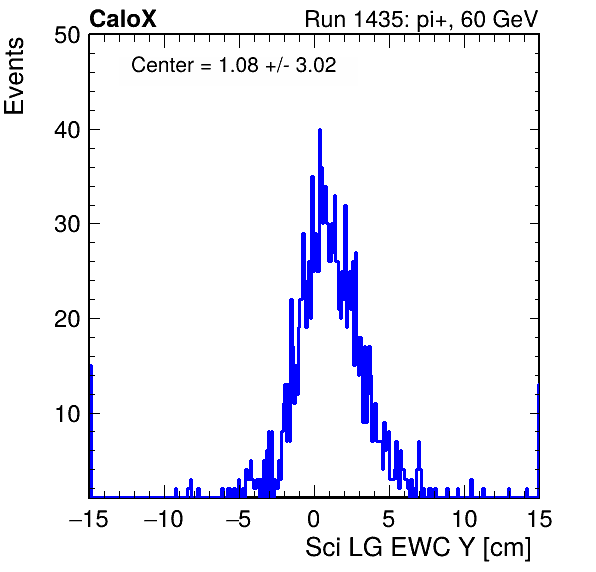 CaloX Run 1435: pi+, 60 GeV
Events
Center = 1.08 +/- 3.02
50
40
30
20
10
−15 −10 −5 0 5 10 15
Sci LG EWC Y [cm]